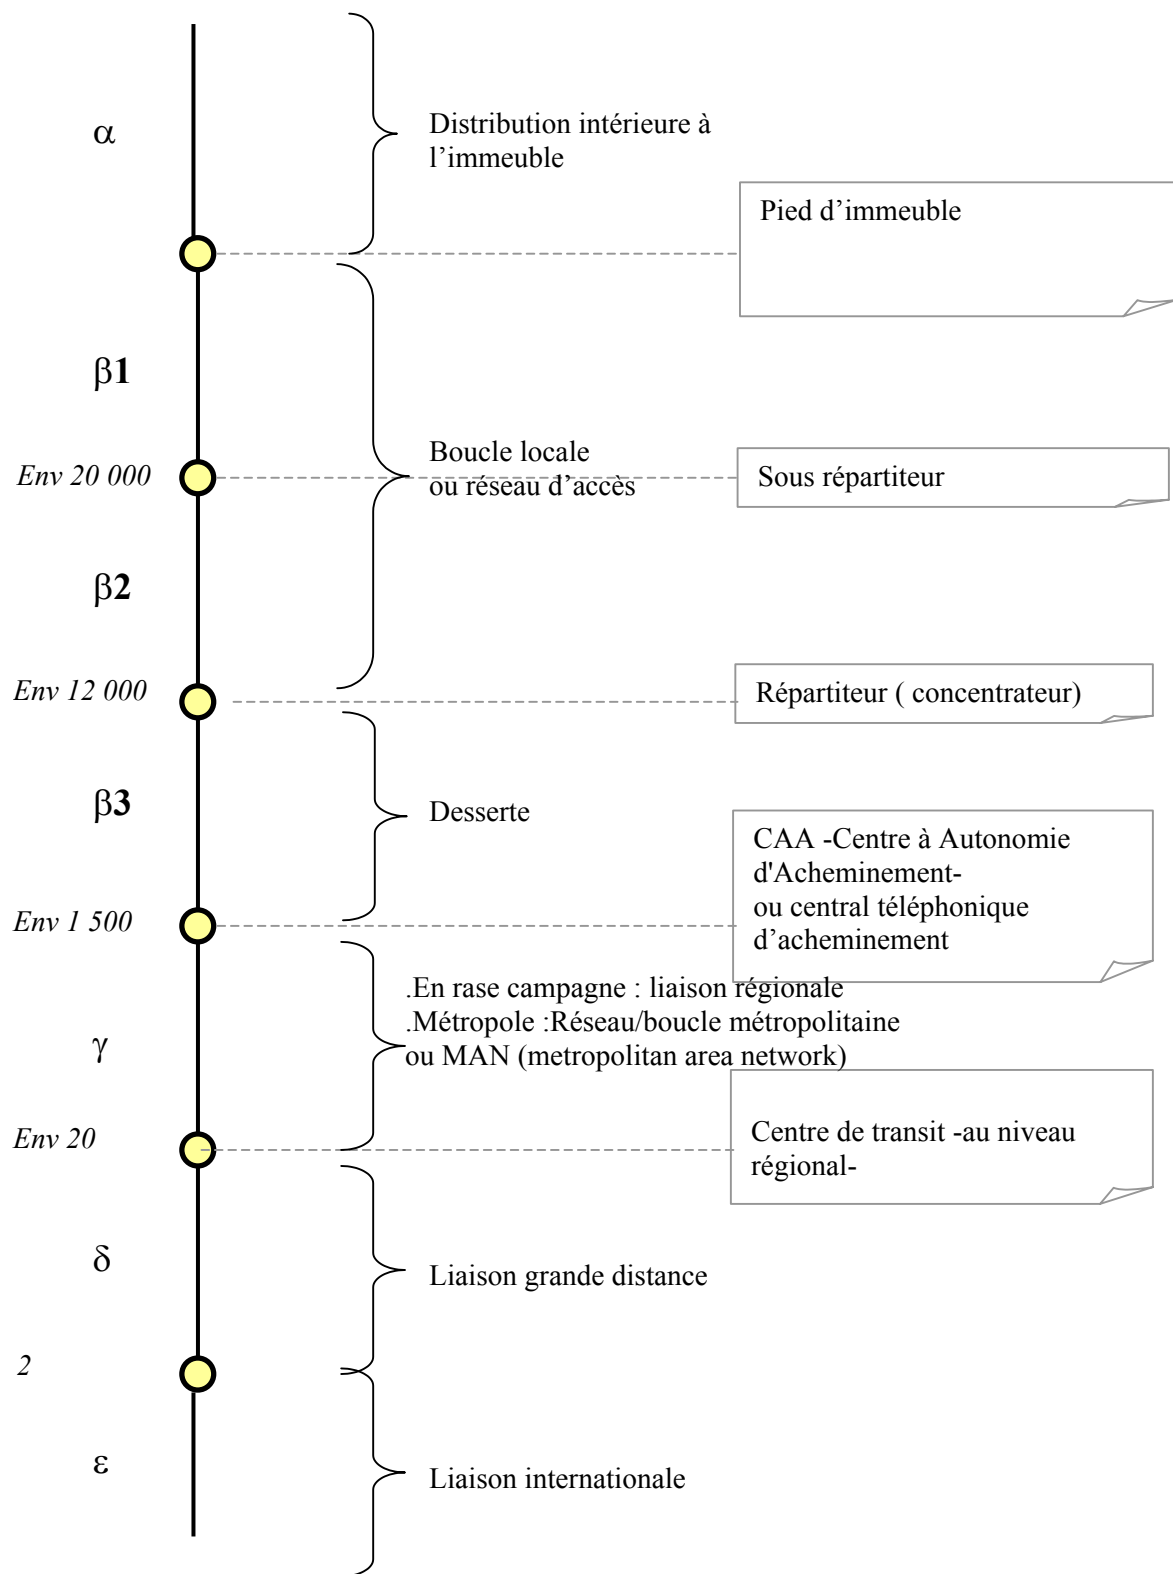 α
Distribution intérieure à
l’immeuble
Pied d’immeuble
β1
Env 20 000
Boucle locale
ou réseau d’accès
Sous répartiteur
β2
Env 12 000
Répartiteur ( concentrateur)
β3
Desserte
CAA -Centre à Autonomie
d'Acheminement-
ou central téléphonique
d’acheminement
Env 1 500
.En rase campagne : liaison régionale
.Métropole :Réseau/boucle métropolitaine
ou MAN (metropolitan area network)
γ
Env 20
Centre de transit -au niveau
régional-
δ
Liaison grande distance
2
ε
Liaison internationale